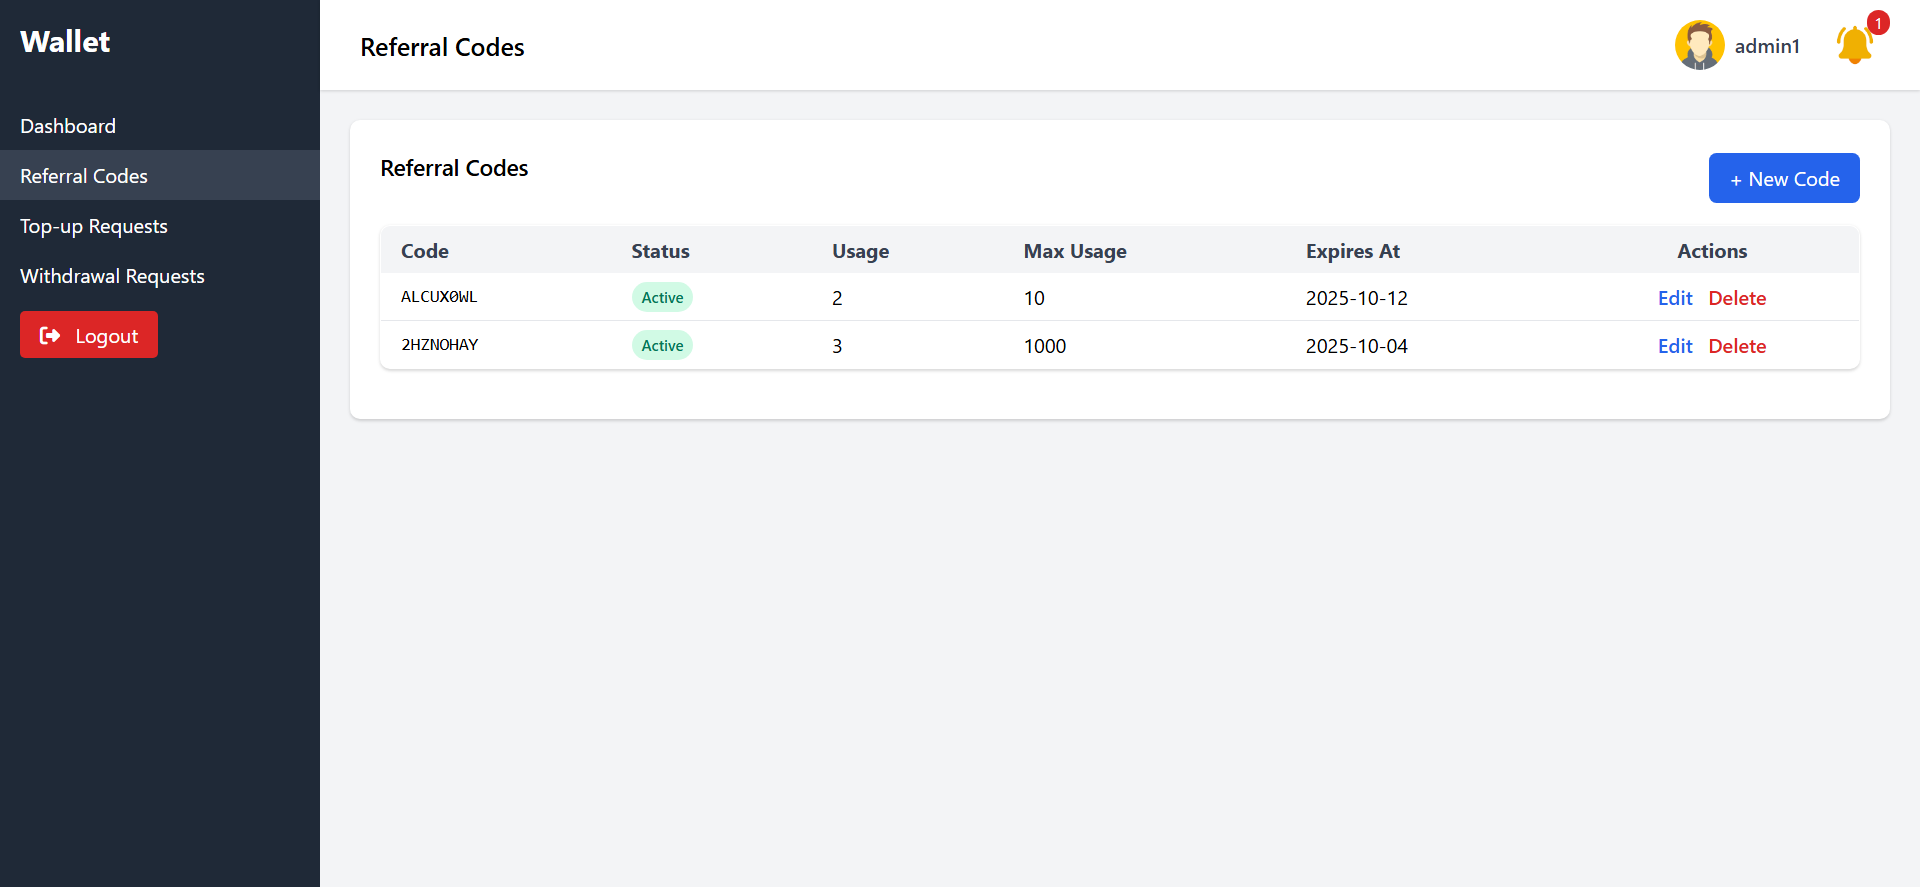 Wallet
Dashboard
Referral Codes
Top-up Requests
Withdrawal Requests
Logout
Referral Codes
admin1
1
Referral Codes
+ New Code
Code Status Usage Max Usage Expires At Actions
ALCUX0WL Active 2 10 2025-10-12 Edit Delete
2HZNOHAY Active 3 1000 2025-10-04 Edit Delete